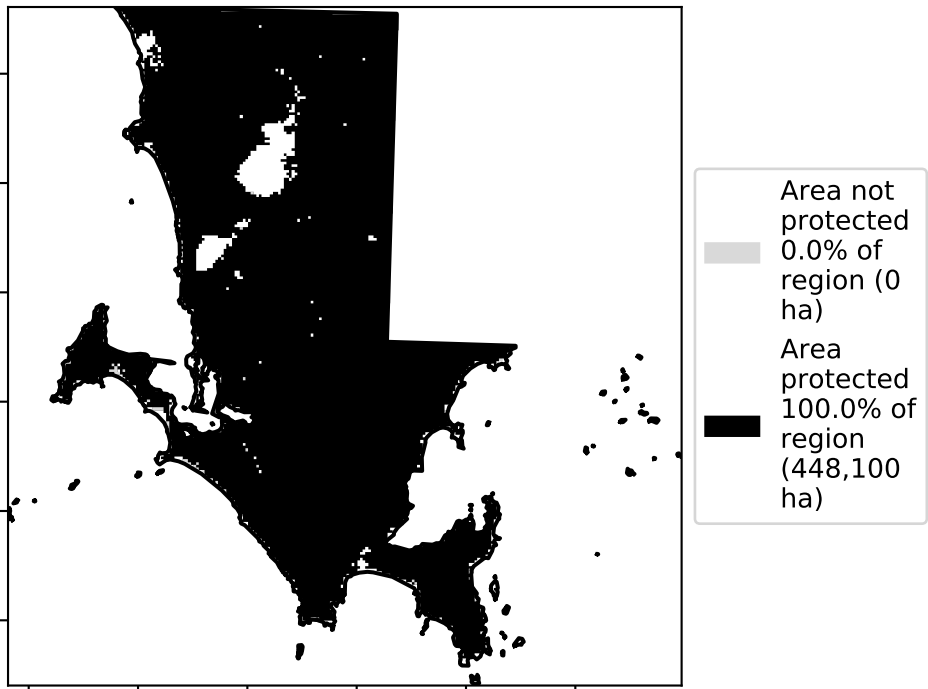 Area not
protected
0.0% of
region (0
ha)
Area
protected
100.0% of
region
(448,100
ha)